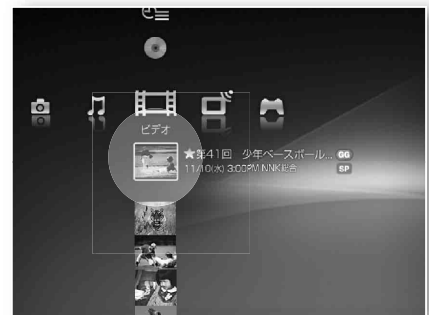 ビデオ
★第41回 少年ベースボール... GG
11/10(水) 3:00PM NNK総合 SP